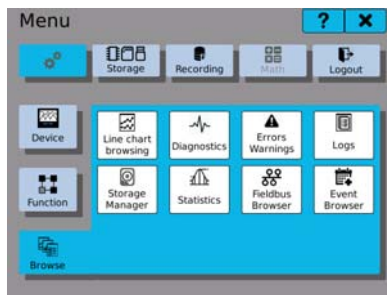 Menu
? X
Storage
Recording
Math
Logout
Device
Line chart
browsing
Diagnostics
Errors
Warnings
Logs
Function
Storage
Manager
Statistics
Fieldbus
Browser
Event
Browser
Browse